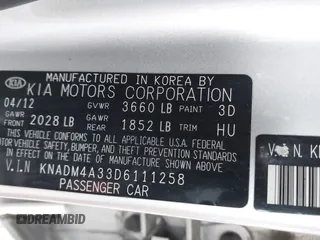 MANUFACTURED IN KOREA BY
KIA KIA MOTORS CORPORATION
04/12 GVWR 3660 LB PAINT 3D
GAWR FRONT 2028 LB GAWR REAR 1852 LB TRIM HU
THIS VEHICLE CONFORMS TO ALL APPLICABLE U.S.A. FEDERAL
MOTOR VEHICLE SAFETY, BUMPER, AND THEFT PREVENTION
STANDARDS IN EFFECT ON THE DATE OF MANUFACTURE
SHOWN ABOVE.
V.I.N KNADM4A33D6111258
PASSENGER CAR
DREAMBID